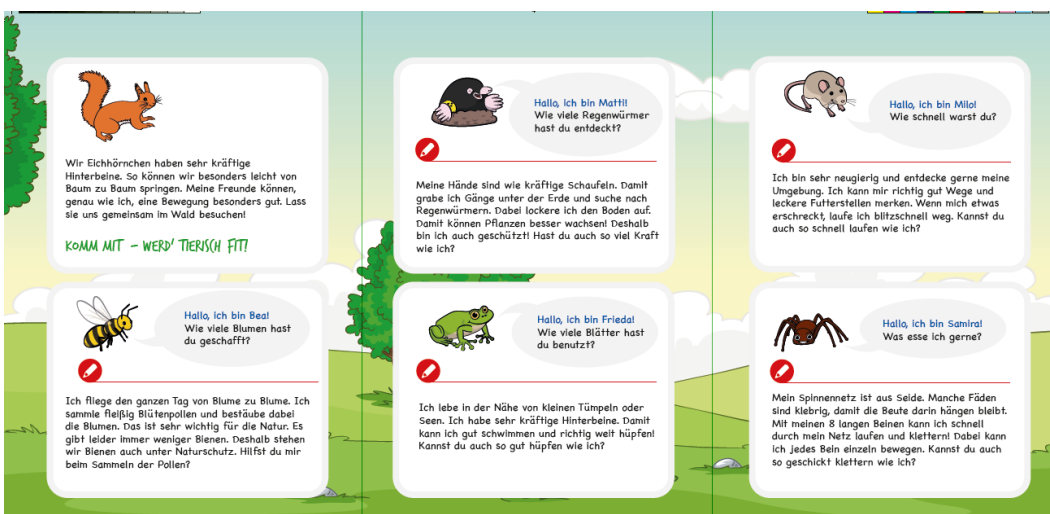 Wir Eichhörnchen haben sehr kräftige
Hinterbeine. So können wir besonders leicht von
Baum zu Baum springen. Meine Freunde können,
genau wie ich, eine Bewegung besonders gut. Lass
sie uns gemeinsam im Wald besuchen!
KOMM MIT – WERD' TIERISCH FIT!
Hallo, ich bin Matti!
Wie viele Regenwürmer
hast du entdeckt?
Meine Hände sind wie kräftige Schaufeln. Damit
grabe ich Gänge unter der Erde und suche nach
Regenwürmern. Dabei lockere ich den Boden auf.
Damit können Pflanzen besser wachsen! Deshalb
bin ich auch geschützt! Hast du auch so viel Kraft
wie ich?
Hallo, ich bin Milo!
Wie schnell warst du?
Ich bin sehr neugierig und entdecke gerne meine
Umgebung. Ich kann mir richtig gut Wege und
leckere Futterstellen merken. Wenn mich etwas
erschreckt, laufe ich blitzschnell weg. Kannst du
auch so schnell laufen wie ich?
Hallo, ich bin Bea!
Wie viele Blumen hast
du geschafft?
Ich fliege den ganzen Tag von Blume zu Blume. Ich
sammle fleißig Blütenpollen und bestäube dabei
die Blumen. Das ist sehr wichtig für die Natur. Es
gibt leider immer weniger Bienen. Deshalb stehen
wir Bienen auch unter Naturschutz. Hilfst du mir
beim Sammeln der Pollen?
Hallo, ich bin Frieda!
Wie viele Blätter hast
du benutzt?
Ich lebe in der Nähe von kleinen Tümpeln oder
Seen. Ich habe sehr kräftige Hinterbeine. Damit
kann ich gut schwimmen und richtig weit hüpfen!
Kannst du auch so gut hüpfen wie ich?
Hallo, ich bin Samira!
Was esse ich gerne?
Mein Spinnennetz ist aus Seide. Manche Fäden
sind klebrig, damit die Beute darin hängen bleibt.
Mit meinen 8 langen Beinen kann ich schnell
durch mein Netz laufen und klettern! Dabei kann
ich jedes Bein einzeln bewegen. Kannst du auch
so geschickt klettern wie ich?